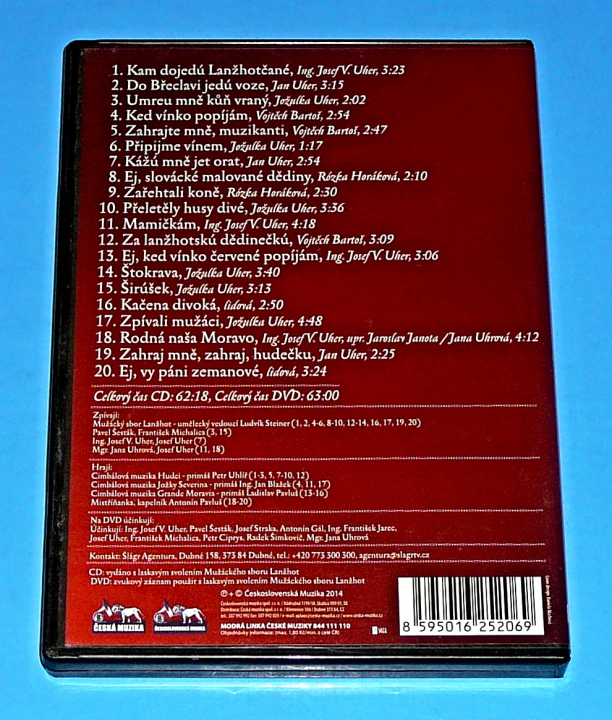 1. Kam dojedú Lanžhotčané, Ing. Josef V. Uher, 3:23
2. Do Břeclavi jedú voze, Jan Uher, 3:15
3. Umreu mně kůň vraný, Jožulka Uher, 2:02
4. Ked vínko popíjám, Vojtěch Bartoš, 2:54
5. Zahrajte mně, muzikanti, Vojtěch Bartoš, 2:47
6. Připijme vínem, Jožulka Uher, 1:17
7. Kážú mně jet orat, Jan Uher, 2:54
8. Ej, slovácké malované dědiny, Rózka Horáková, 2:10
9. Zařehtali koně, Rózka Horáková, 2:30
10. Přeletěly husy divé, Jožulka Uher, 3:36
11. Mamičkám, Ing. Josef V. Uher, 4:18
12. Za lanžhotskú dědinečkú, Vojtěch Bartoš, 3:09
13. Ej, ked vínko červené popíjam, Ing. Josef V. Uher, 3:06
14. Štokrava, Jožulka Uher, 3:40
15. Širúšek, Jožulka Uher, 3:13
16. Kačena divoká, lidová, 2:50
17. Zpívali mužáci, Jožulka Uher, 4:48
18. Rodná naša Moravo, Ing. Josef V. Uher, upr. Jaroslav Janota / Jana Uhrová, 4:12
19. Zahraj mně, zahraj, hudečku, Jan Uher, 2:25
20. Ej, vy páni zemanové, lidová, 3:24
Celkový čas CD: 62:18, Celkový čas DVD: 63:00
Zpívají:
Mužácký sbor Lanžhot - umělecký vedoucí Ludvík Steiner (1, 2, 4-6, 8-10, 12-14, 16, 17, 19, 20)
Pavel Šesták, František Michalica (3, 15)
Ing. Josef V. Uher, Josef Uher (7)
Mgr. Jana Uhrová, Josef Uher (11, 18)
Hrají:
Cimbálová muzika Hudci - primáš Petr Uhlíř (1-3, 5, 7-10, 12)
Cimbálová muzika Jožky Severina - primáš Ing. Jan Blažek (4, 11, 17)
Cimbálová muzika Grande Moravia - primáš Ladislav Pavluš (13-16)
Mistříňanka, kapelník Antonín Pavluš (18-20)
Na DVD účinkují:
Účinkují: Ing. Josef V. Uher, Pavel Šesták, Josef Straka, Antonín Gál, Ing. František Jarec,
Josef Uher, František Michalica, Petr Ciprys, Radek Šimkovič, Mgr. Jana Uhrová
Kontakt: Šlágr Agentura, Dubné 158, 373 84 Dubné, tel.: +420 773 300 300, agentura@slagrtv.cz
CD: vydáno s laskavým svolením Mužáckého sboru Lanžhot
DVD: zvukový záznam použit s laskavým svolením Mužáckého sboru Lanžhot
℗ + © Československá Muzika 2014
MODRÁ LINKA ČESKÉ MUZIKY 844 111 110
Objednávky informace: (max. 1,80 Kč/min. z celé ČR)
ČESKÁ MUZIKA
ČESKOSLOVENSKÁ MUZIKA
8 595016 252069